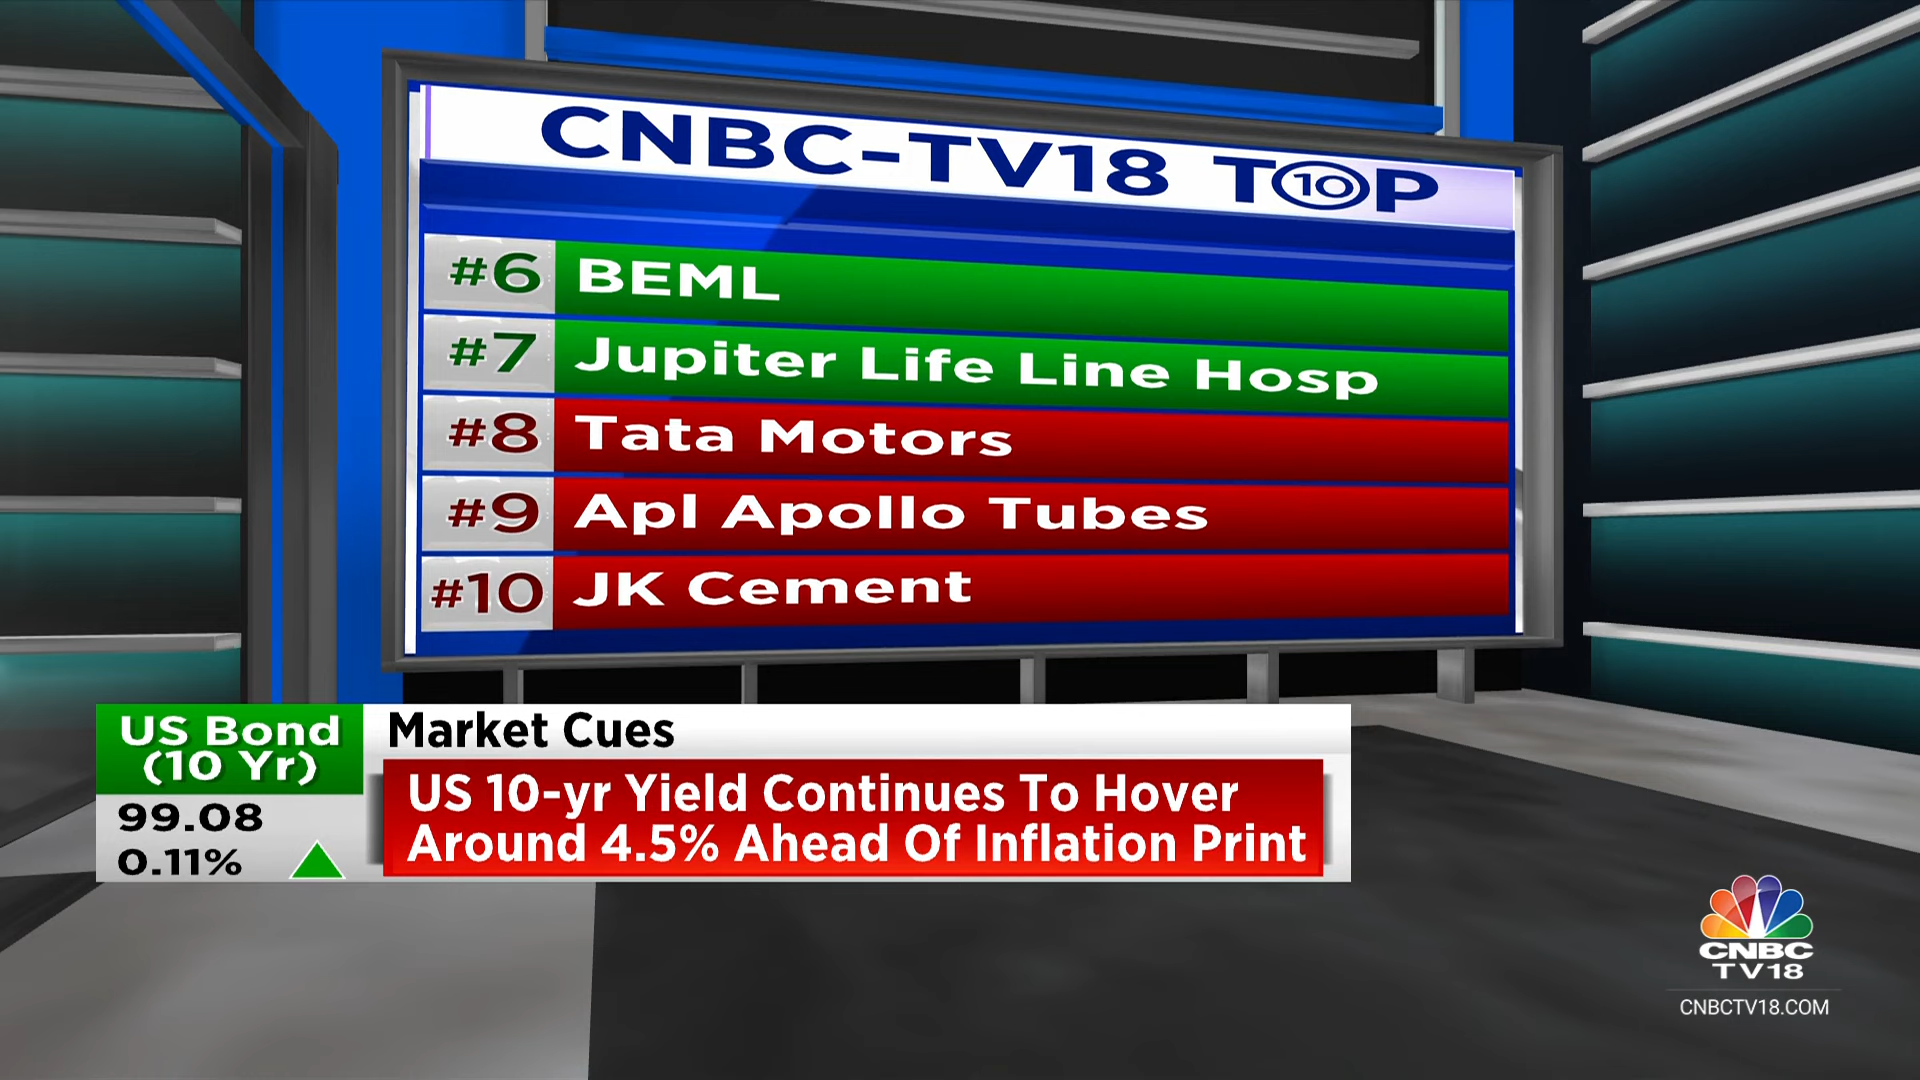 CNBC-TV18 TOP
10
#6 BEML
#7 Jupiter Life Line Hosp
#8 Tata Motors
#9 Apl Apollo Tubes
#10 JK Cement
US Bond
(10 Yr)
99.08
0.11%
Market Cues
US 10-yr Yield Continues To Hover
Around 4.5% Ahead Of Inflation Print
CNBC
TV18
CNBCTV18.COM